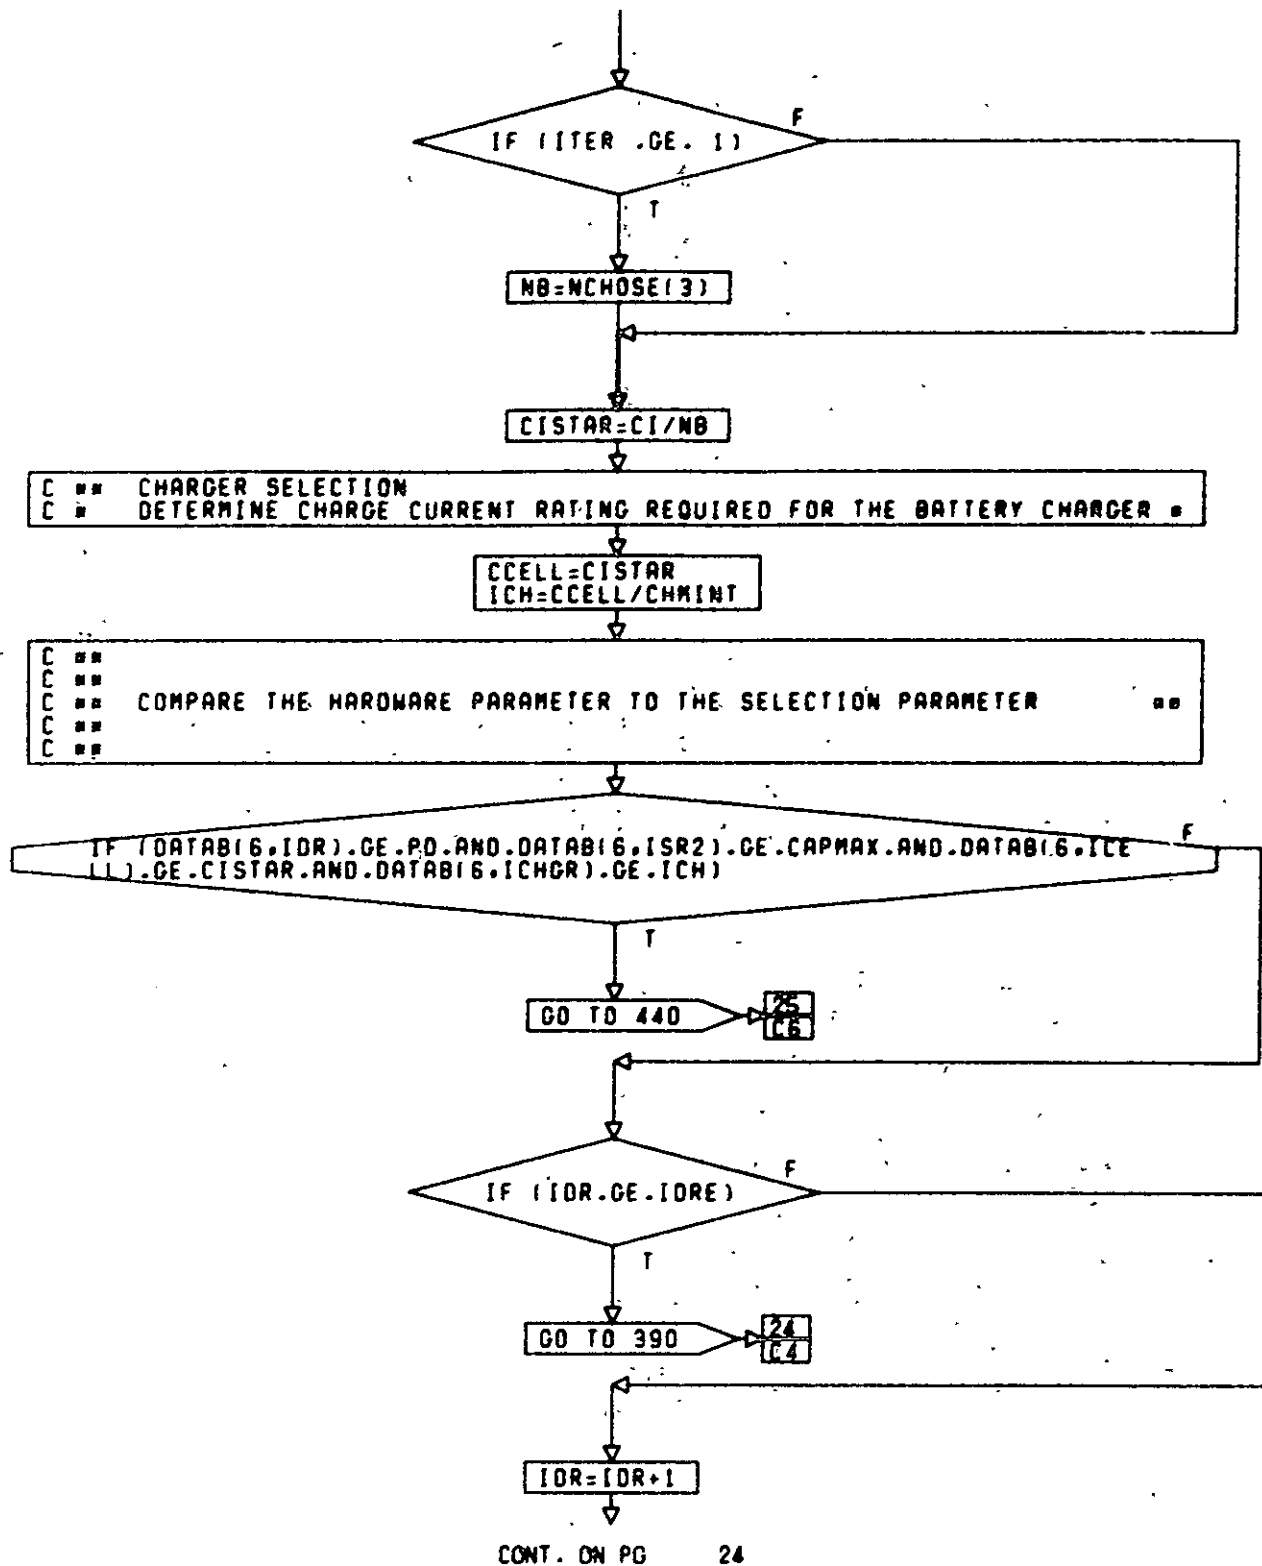 IF (ITER .GE. 1)
F
T
NB=NCHOSE(3)
CISTAR=CI/NB
C ** CHARGER SELECTION
C * DETERMINE CHARGE CURRENT RATING REQUIRED FOR THE BATTERY CHARGER *
CCELL=CISTAR
ICH=CCELL/CHMINT
C **
C **
C ** COMPARE THE HARDWARE PARAMETER TO THE SELECTION PARAMETER **
C **
C **
F
IF (DATAB(6,IDR).GE.PD.AND.DATAB(6,ISR2).GE.CAPMAX.AND.DATAB(6,ICE
LL).GE.CISTAR.AND.DATAB(6,ICHGR).GE.ICH)
T
GO TO 440
25
C6
F
IF (IDR.GE.IDRE)
T
GO TO 390
24
C4
IDR=IDR+1
CONT. ON PG 24